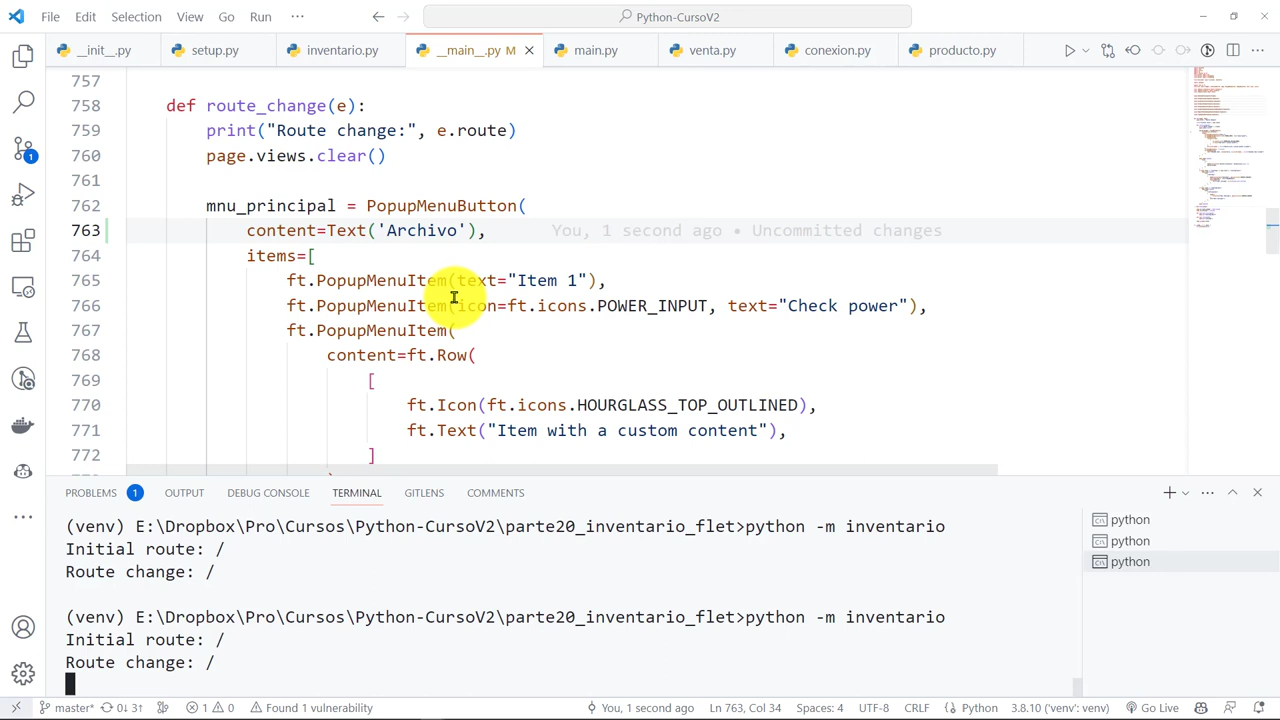 File Edit Selection View Go Run ··· Python-CursoV2
__init__.py setup.py inventario.py __main__.py M main.py venta.py conexion.py producto.py
757
758 def route_change(e):
print("Route change:", e.route)
page.views.
762 mnu_principal = PopupMenuButton
763 content=Text('Archivo'), You, 1 second ago • Uncommitted change
764 items=[
765 ft.PopupMenuItem(text="Item 1"),
766 ft.PopupMenuItem(icon=ft.icons.POWER_INPUT, text="Check power"),
767 ft.PopupMenuItem(
768 content=ft.Row(
769 [
770 ft.Icon(ft.icons.HOURGLASS_TOP_OUTLINED),
771 ft.Text("Item with a custom content"),
772 ]
PROBLEMS 1 OUTPUT DEBUG CONSOLE TERMINAL GITLENS COMMENTS
(venv) E:\Dropbox\Pro\Cursos\Python-CursoV2\parte20_inventario_flet>python -m inventario
Initial route: /
Route change: /
(venv) E:\Dropbox\Pro\Cursos\Python-CursoV2\parte20_inventario_flet>python -m inventario
Initial route: /
Route change: /
python
python
python
1
master* 0↓ 3↑ 1 0 Found 1 vulnerability You, 1 second ago Ln 763, Col 34 Spaces: 4 UTF-8 CRLF Python 3.8.10 ('venv': venv) Go Live